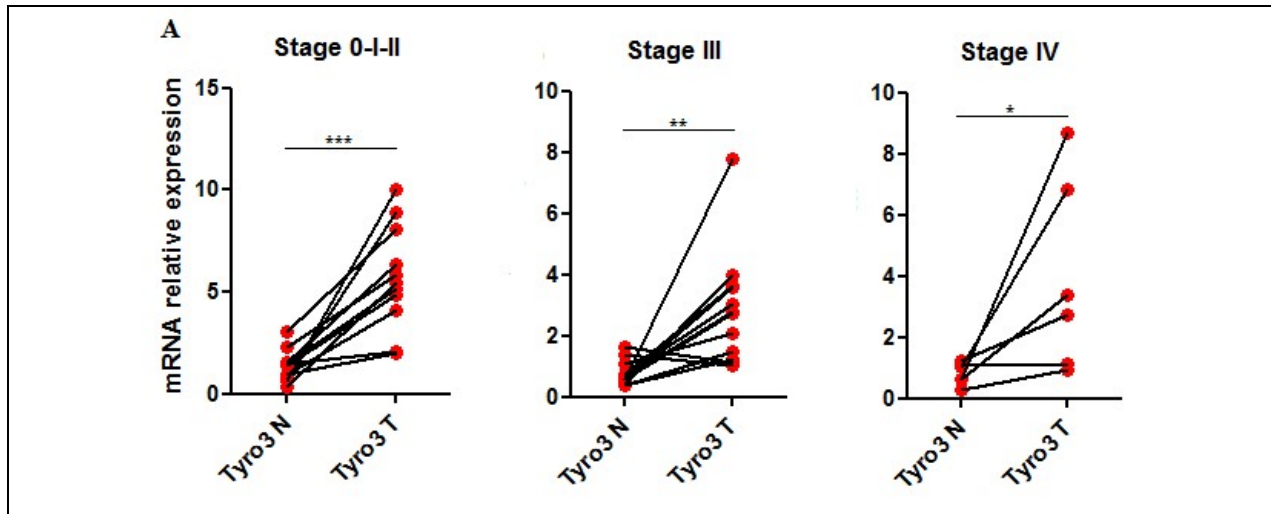 A
Stage 0-I-II
Stage III
Stage IV
mRNA relative expression
15
10
5
0
***
Tyro3 N
Tyro3 T
10
8
6
4
2
0
**
Tyro3 N
Tyro3 T
10
8
6
4
2
0
*
Tyro3 N
Tyro3 T